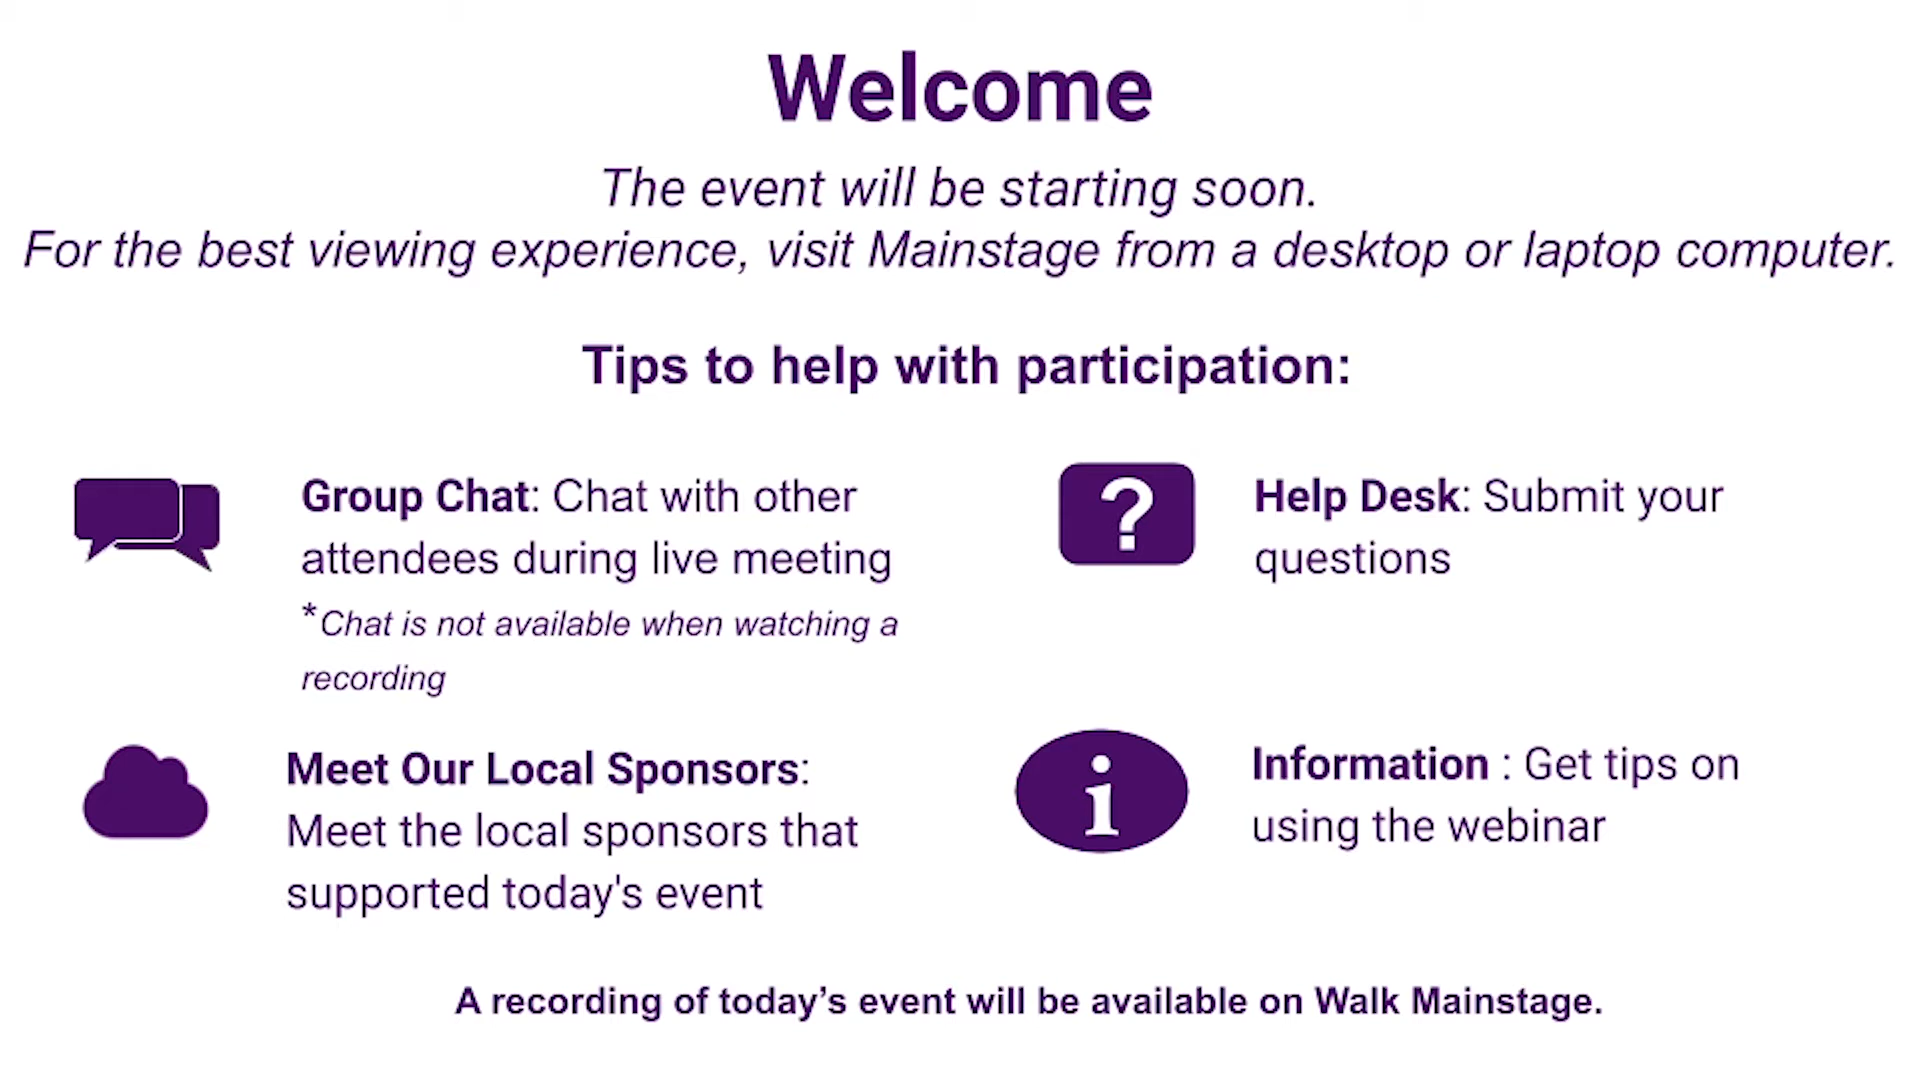 Welcome
The event will be starting soon.
For the best viewing experience, visit Mainstage from a desktop or laptop computer.
Tips to help with participation:
Group Chat: Chat with other
attendees during live meeting
*Chat is not available when watching a
recording
?
Help Desk: Submit your
questions
Meet Our Local Sponsors:
Meet the local sponsors that
supported today's event
i
Information : Get tips on
using the webinar
A recording of today’s event will be available on Walk Mainstage.